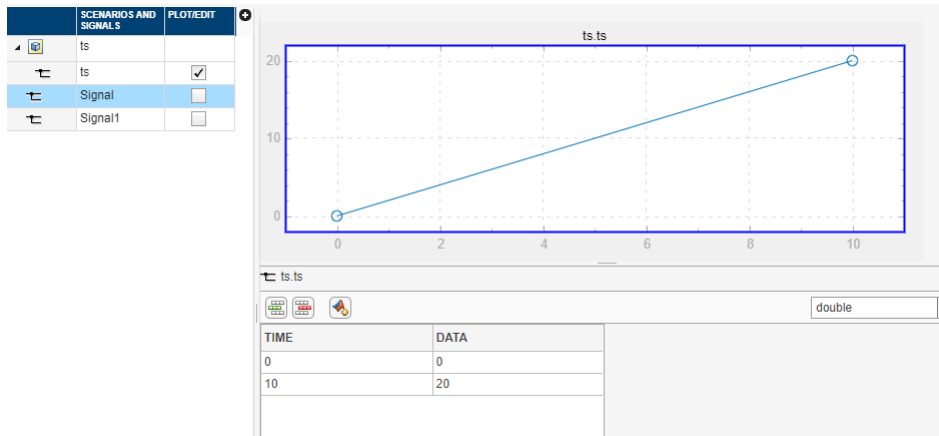 SCENARIOS AND SIGNALS PLOT/EDIT
ts
ts
Signal
Signal1
ts.ts
20
10
0
0 2 4 6 8 10
ts.ts
double
TIME DATA
0 0
10 20